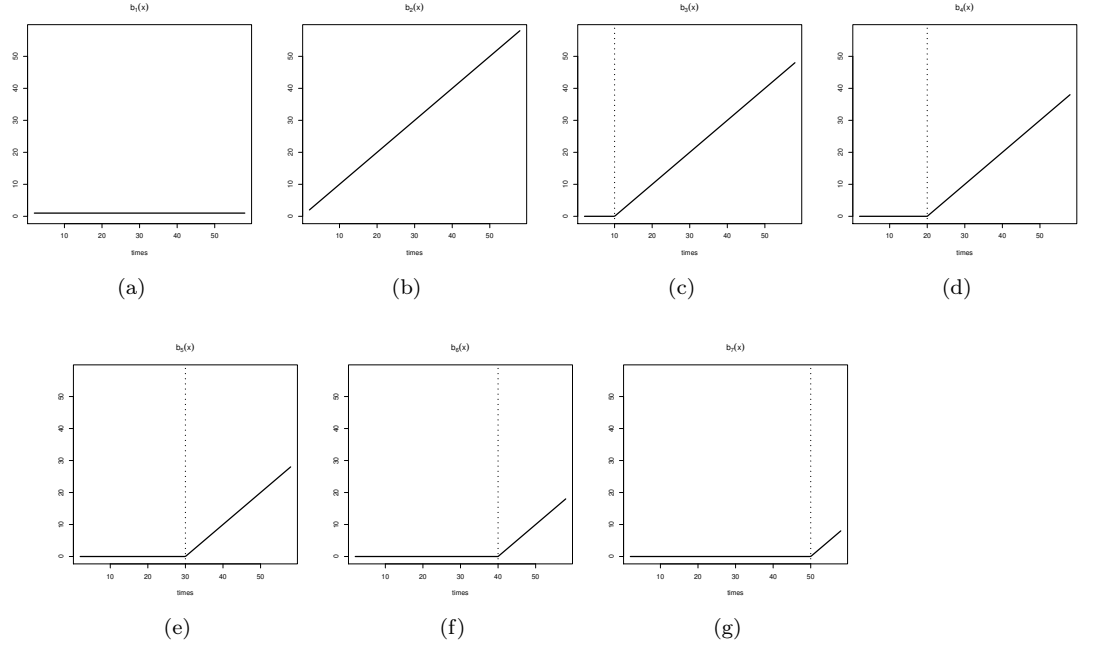 b₁(x) b₂(x) b₃(x) b₄(x)
50 50 50 50
40 40 40 40
30 30 30 30
20 20 20 20
10 10 10 10
0 0 0 0
10 20 30 40 50 10 20 30 40 50 10 20 30 40 50 10 20 30 40 50
times times times times
(a) (b) (c) (d)
b₅(x) b₆(x) b₇(x)
50 50 50
40 40 40
30 30 30
20 20 20
10 10 10
0 0 0
10 20 30 40 50 10 20 30 40 50 10 20 30 40 50
times times times
(e) (f) (g)